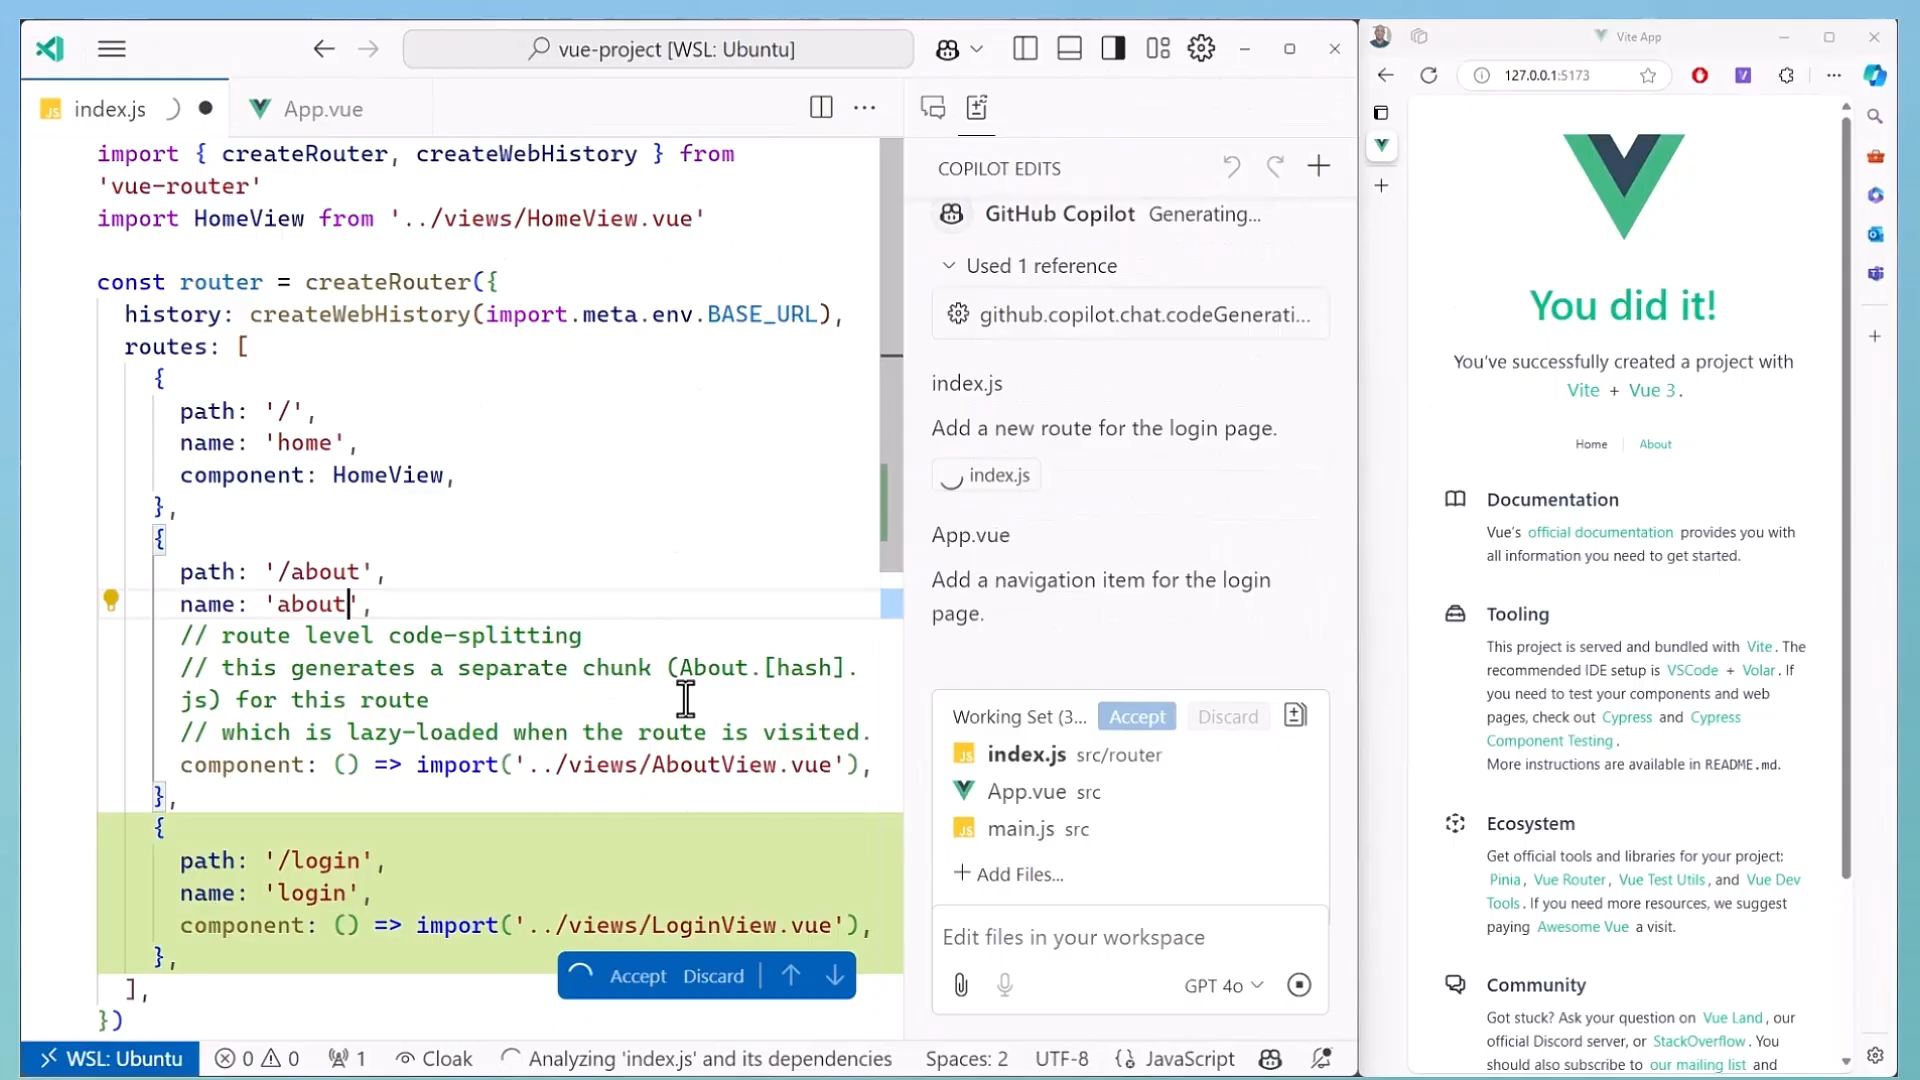 vue-project [WSL: Ubuntu]
JS index.js
App.vue
import { createRouter, createWebHistory } from
'vue-router'
import HomeView from '../views/HomeView.vue'
const router = createRouter({
history: createWebHistory(import.meta.env.BASE_URL),
routes: [
{
path: '/',
name: 'home',
component: HomeView,
},
{
path: '/about',
name: 'about',
// route level code-splitting
// this generates a separate chunk (About.[hash].
js) for this route
// which is lazy-loaded when the route is visited.
component: () => import('../views/AboutView.vue'),
},
{
path: '/login',
name: 'login',
component: () => import('../views/LoginView.vue'),
},
],
})
Accept Discard
COPILOT EDITS
GitHub Copilot Generating...
Used 1 reference
github.copilot.chat.codeGenerati...
index.js
Add a new route for the login page.
index.js
App.vue
Add a navigation item for the login
page.
Working Set (3... Accept Discard
JS index.js src/router
App.vue src
JS main.js src
+ Add Files...
Edit files in your workspace
GPT 4o
WSL: Ubuntu 0 0 1 Cloak Analyzing 'index.js' and its dependencies Spaces: 2 UTF-8 JavaScript
Vite App
127.0.0.1:5173
You did it!
You've successfully created a project with
Vite + Vue 3.
Home About
Documentation
Vue's official documentation provides you with
all information you need to get started.
Tooling
This project is served and bundled with Vite. The
recommended IDE setup is VSCode + Volar. If
you need to test your components and web
pages, check out Cypress and Cypress
Component Testing.
More instructions are available in README.md.
Ecosystem
Get official tools and libraries for your project:
Pinia, Vue Router, Vue Test Utils, and Vue Dev
Tools. If you need more resources, we suggest
paying Awesome Vue a visit.
Community
Got stuck? Ask your question on Vue Land, our
official Discord server, or StackOverflow. You
should also subscribe to our mailing list and